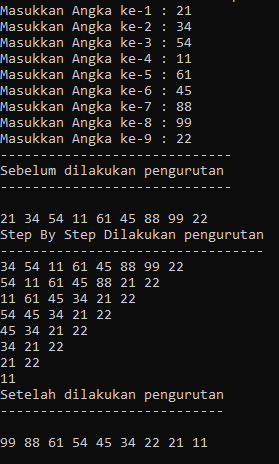 Masukkan Angka ke-1 : 21
Masukkan Angka ke-2 : 34
Masukkan Angka ke-3 : 54
Masukkan Angka ke-4 : 11
Masukkan Angka ke-5 : 61
Masukkan Angka ke-6 : 45
Masukkan Angka ke-7 : 88
Masukkan Angka ke-8 : 99
Masukkan Angka ke-9 : 22
------------------------------
Sebelum dilakukan pengurutan
------------------------------
21 34 54 11 61 45 88 99 22
Step By Step Dilakukan pengurutan
----------------------------------
34 54 11 61 45 88 99 22
54 11 61 45 88 21 22
11 61 45 34 21 22
54 45 34 21 22
45 34 21 22
34 21 22
21 22
11
Setelah dilakukan pengurutan
-----------------------------
99 88 61 54 45 34 22 21 11